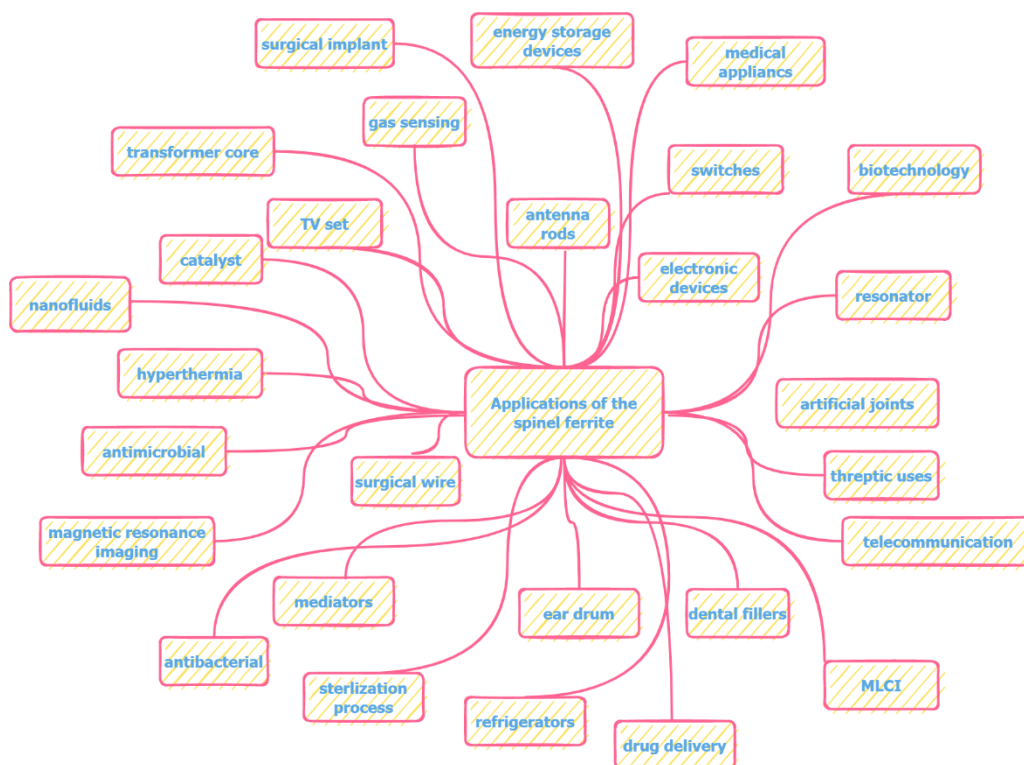 surgical implant
energy storage
devices
medical
appliancs
gas sensing
transformer core
switches
biotechnology
TV set
antenna
rods
catalyst
electronic
devices
nanofluids
resonator
hyperthermia
Applications of the
spinel ferrite
artificial joints
antimicrobial
surgical wire
threptic uses
magnetic resonance
imaging
telecommunication
mediators
ear drum
dental fillers
antibacterial
sterlization
process
MLCI
refrigerators
drug delivery